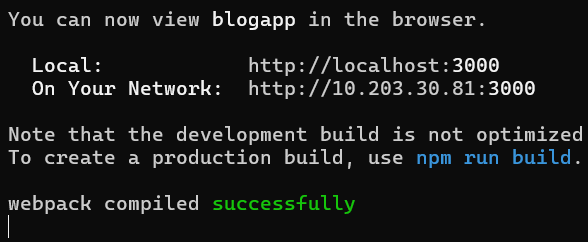 You can now view blogapp in the browser.
Local: http://localhost:3000
On Your Network: http://10.203.30.81:3000
Note that the development build is not optimized
To create a production build, use npm run build.
webpack compiled successfully